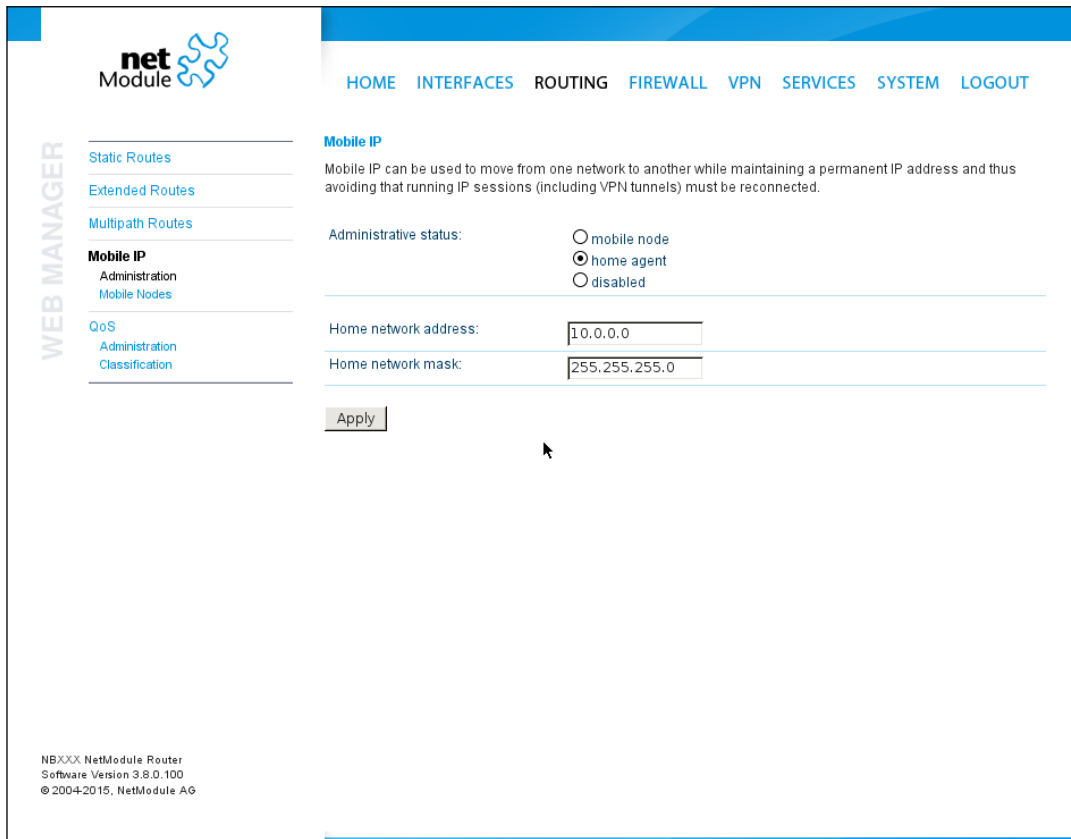 net
Module
HOME INTERFACES ROUTING FIREWALL VPN SERVICES SYSTEM LOGOUT
WEB MANAGER
Static Routes
Extended Routes
Multipath Routes
Mobile IP
Administration
Mobile Nodes
QoS
Administration
Classification
Mobile IP
Mobile IP can be used to move from one network to another while maintaining a permanent IP address and thus
avoiding that running IP sessions (including VPN tunnels) must be reconnected.
Administrative status:
mobile node
home agent
disabled
Home network address: 10.0.0.0
Home network mask: 255.255.255.0
Apply
NBXXX NetModule Router
Software Version 3.8.0.100
© 2004-2015, NetModule AG